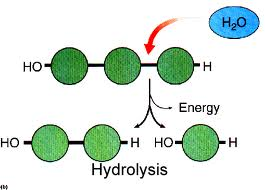 H₂O
HO H
Energy
HO H HO H
Hydrolysis
(b)